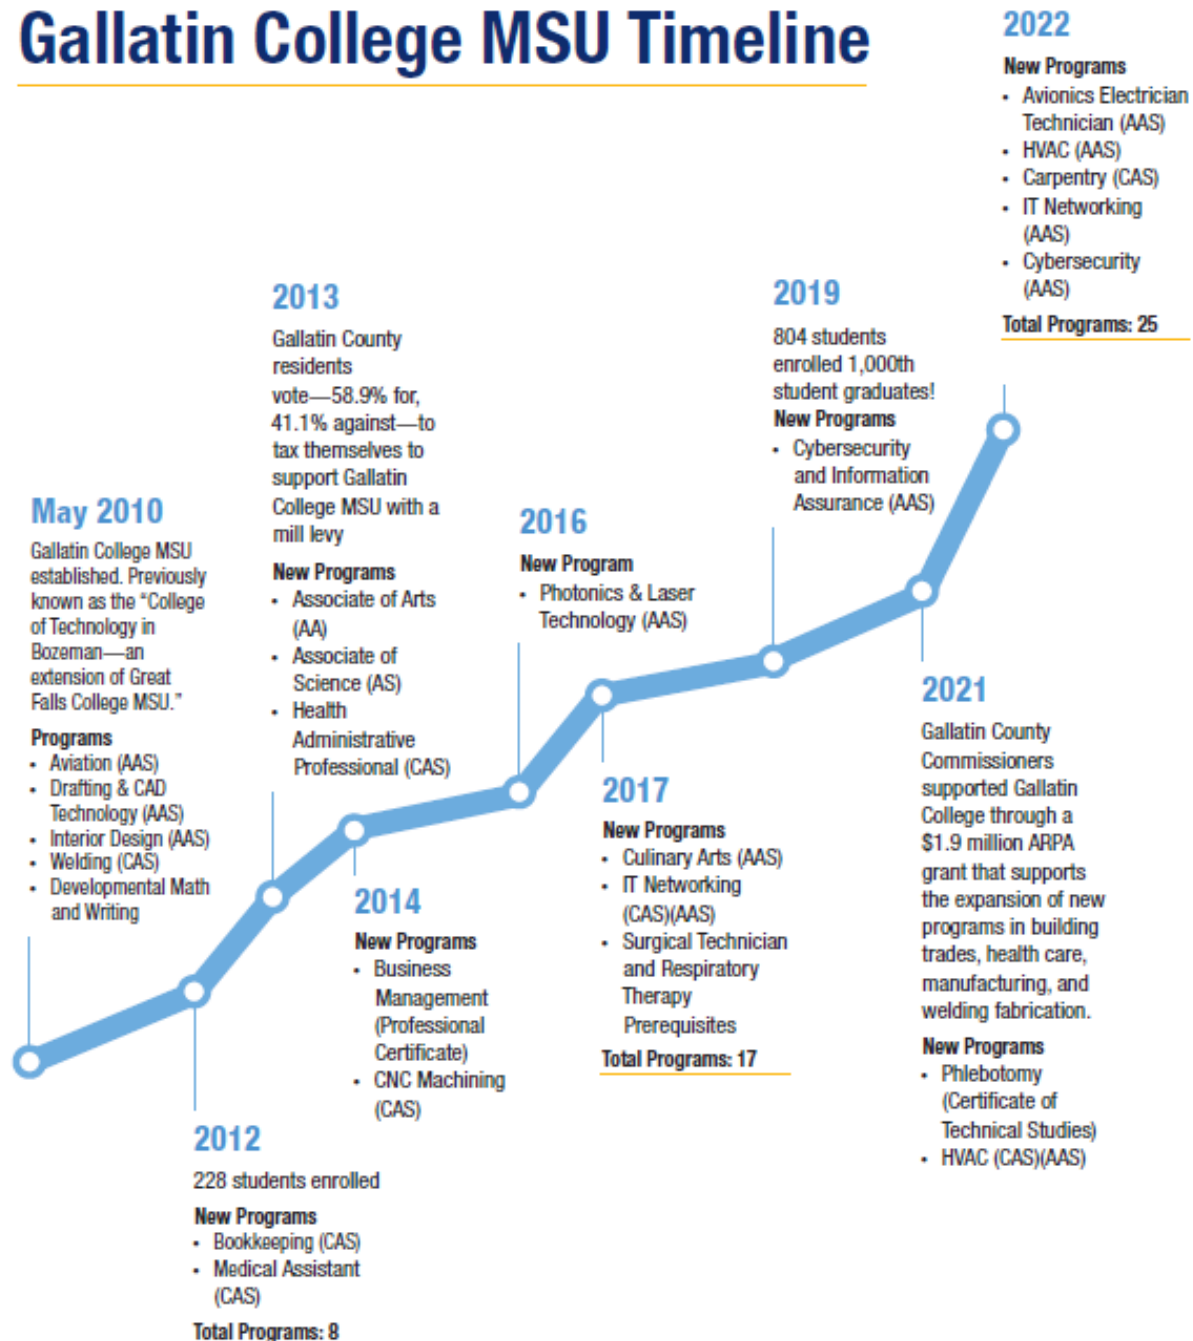 Gallatin College MSU Timeline
May 2010
Gallatin College MSU
established. Previously
known as the “College
of Technology in
Bozeman—an
extension of Great
Falls College MSU.”
Programs
• Aviation (AAS)
• Drafting & CAD
Technology (AAS)
• Interior Design (AAS)
• Welding (CAS)
• Developmental Math
and Writing
2012
228 students enrolled
New Programs
• Bookkeeping (CAS)
• Medical Assistant
(CAS)
Total Programs: 8
2013
Gallatin County
residents
vote—58.9% for,
41.1% against—to
tax themselves to
support Gallatin
College MSU with a
mill levy
New Programs
• Associate of Arts
(AA)
• Associate of
Science (AS)
• Health
Administrative
Professional (CAS)
2014
New Programs
• Business
Management
(Professional
Certificate)
• CNC Machining
(CAS)
2016
New Program
• Photonics & Laser
Technology (AAS)
2017
New Programs
• Culinary Arts (AAS)
• IT Networking
(CAS)(AAS)
• Surgical Technician
and Respiratory
Therapy
Prerequisites
Total Programs: 17
2019
804 students
enrolled 1,000th
student graduates!
New Programs
• Cybersecurity
and Information
Assurance (AAS)
2021
Gallatin County
Commissioners
supported Gallatin
College through a
$1.9 million ARPA
grant that supports
the expansion of new
programs in building
trades, health care,
manufacturing, and
welding fabrication.
New Programs
• Phlebotomy
(Certificate of
Technical Studies)
• HVAC (CAS)(AAS)
2022
New Programs
• Avionics Electrician
Technician (AAS)
• HVAC (AAS)
• Carpentry (CAS)
• IT Networking
(AAS)
• Cybersecurity
(AAS)
Total Programs: 25